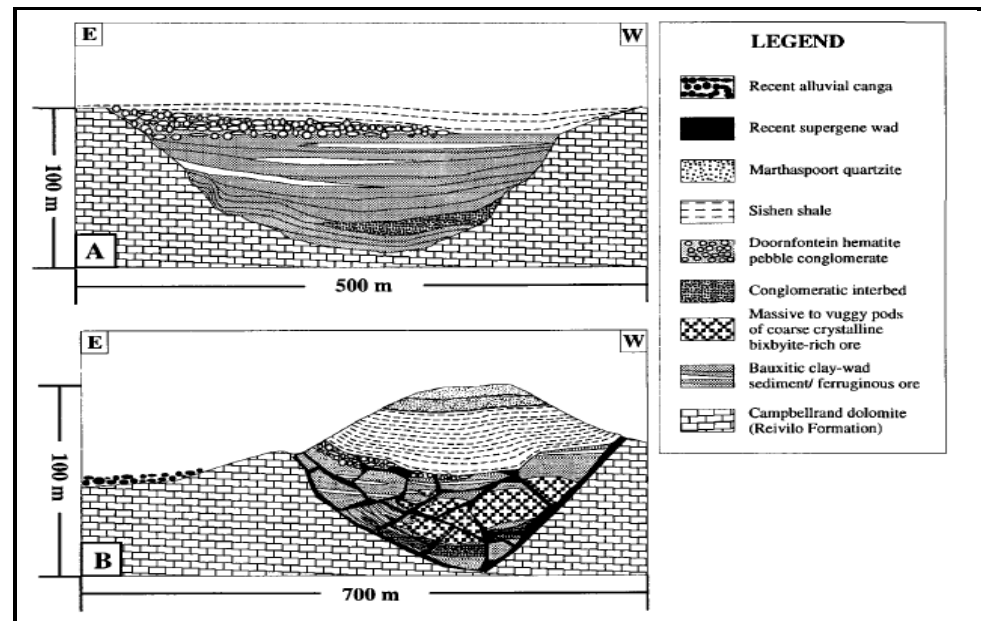 E
W
100 m
A
500 m
E
W
100 m
B
700 m
LEGEND
Recent alluvial canga
Recent supergene wad
Marthaspoort quartzite
Sishen shale
Doornfontein hematite
pebble conglomerate
Conglomeratic interbed
Massive to vuggy pods
of coarse crystalline
bixbyite-rich ore
Bauxitic clay-wad
sediment/ ferruginous ore
Campbellrand dolomite
(Reivilo Formation)